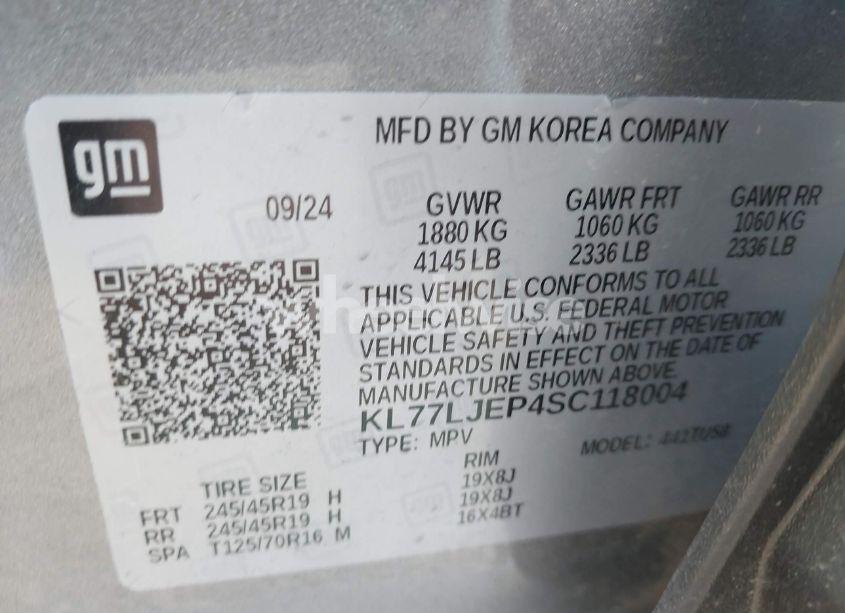 gm
MFD BY GM KOREA COMPANY
09/24
GVWR GAWR FRT GAWR RR
1880 KG 1060 KG 1060 KG
4145 LB 2336 LB 2336 LB
THIS VEHICLE CONFORMS TO ALL
APPLICABLE U.S. FEDERAL MOTOR
VEHICLE SAFETY AND THEFT PREVENTION
STANDARDS IN EFFECT ON THE DATE OF
MANUFACTURE SHOWN ABOVE.
KL77LJEP4SC118004
TYPE: MPV MODEL:
TIRE SIZE RIM
FRT 245/45R19 H 19X8J
RR 245/45R19 H 19X8J
SPA T125/70R16 M 16X4BT